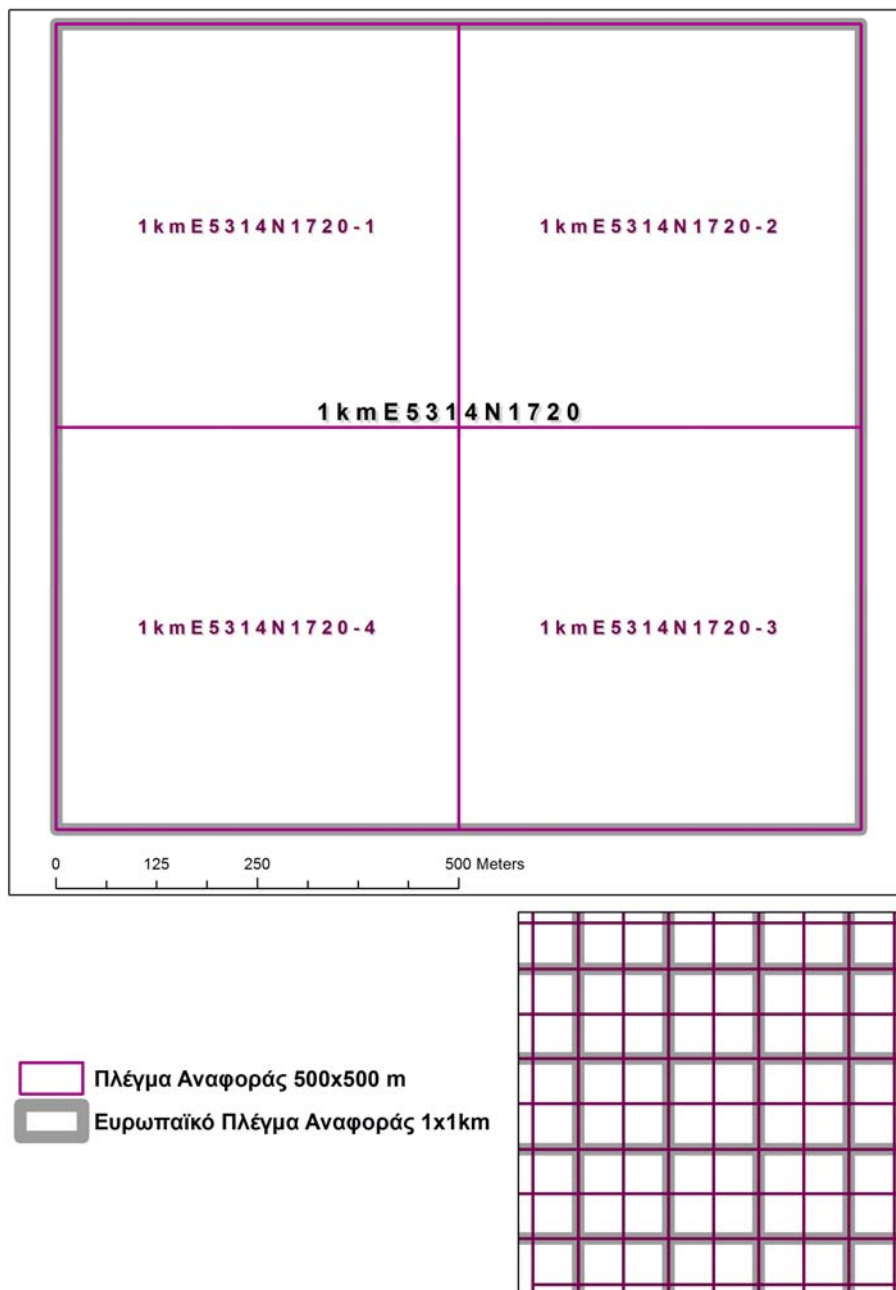 1kmE5314N1720-1
1kmE5314N1720-2
1kmE5314N1720
1kmE5314N1720-4
1kmE5314N1720-3
0 125 250 500 Meters
Πλέγμα Αναφοράς 500x500 m
Ευρωπαϊκό Πλέγμα Αναφοράς 1x1km